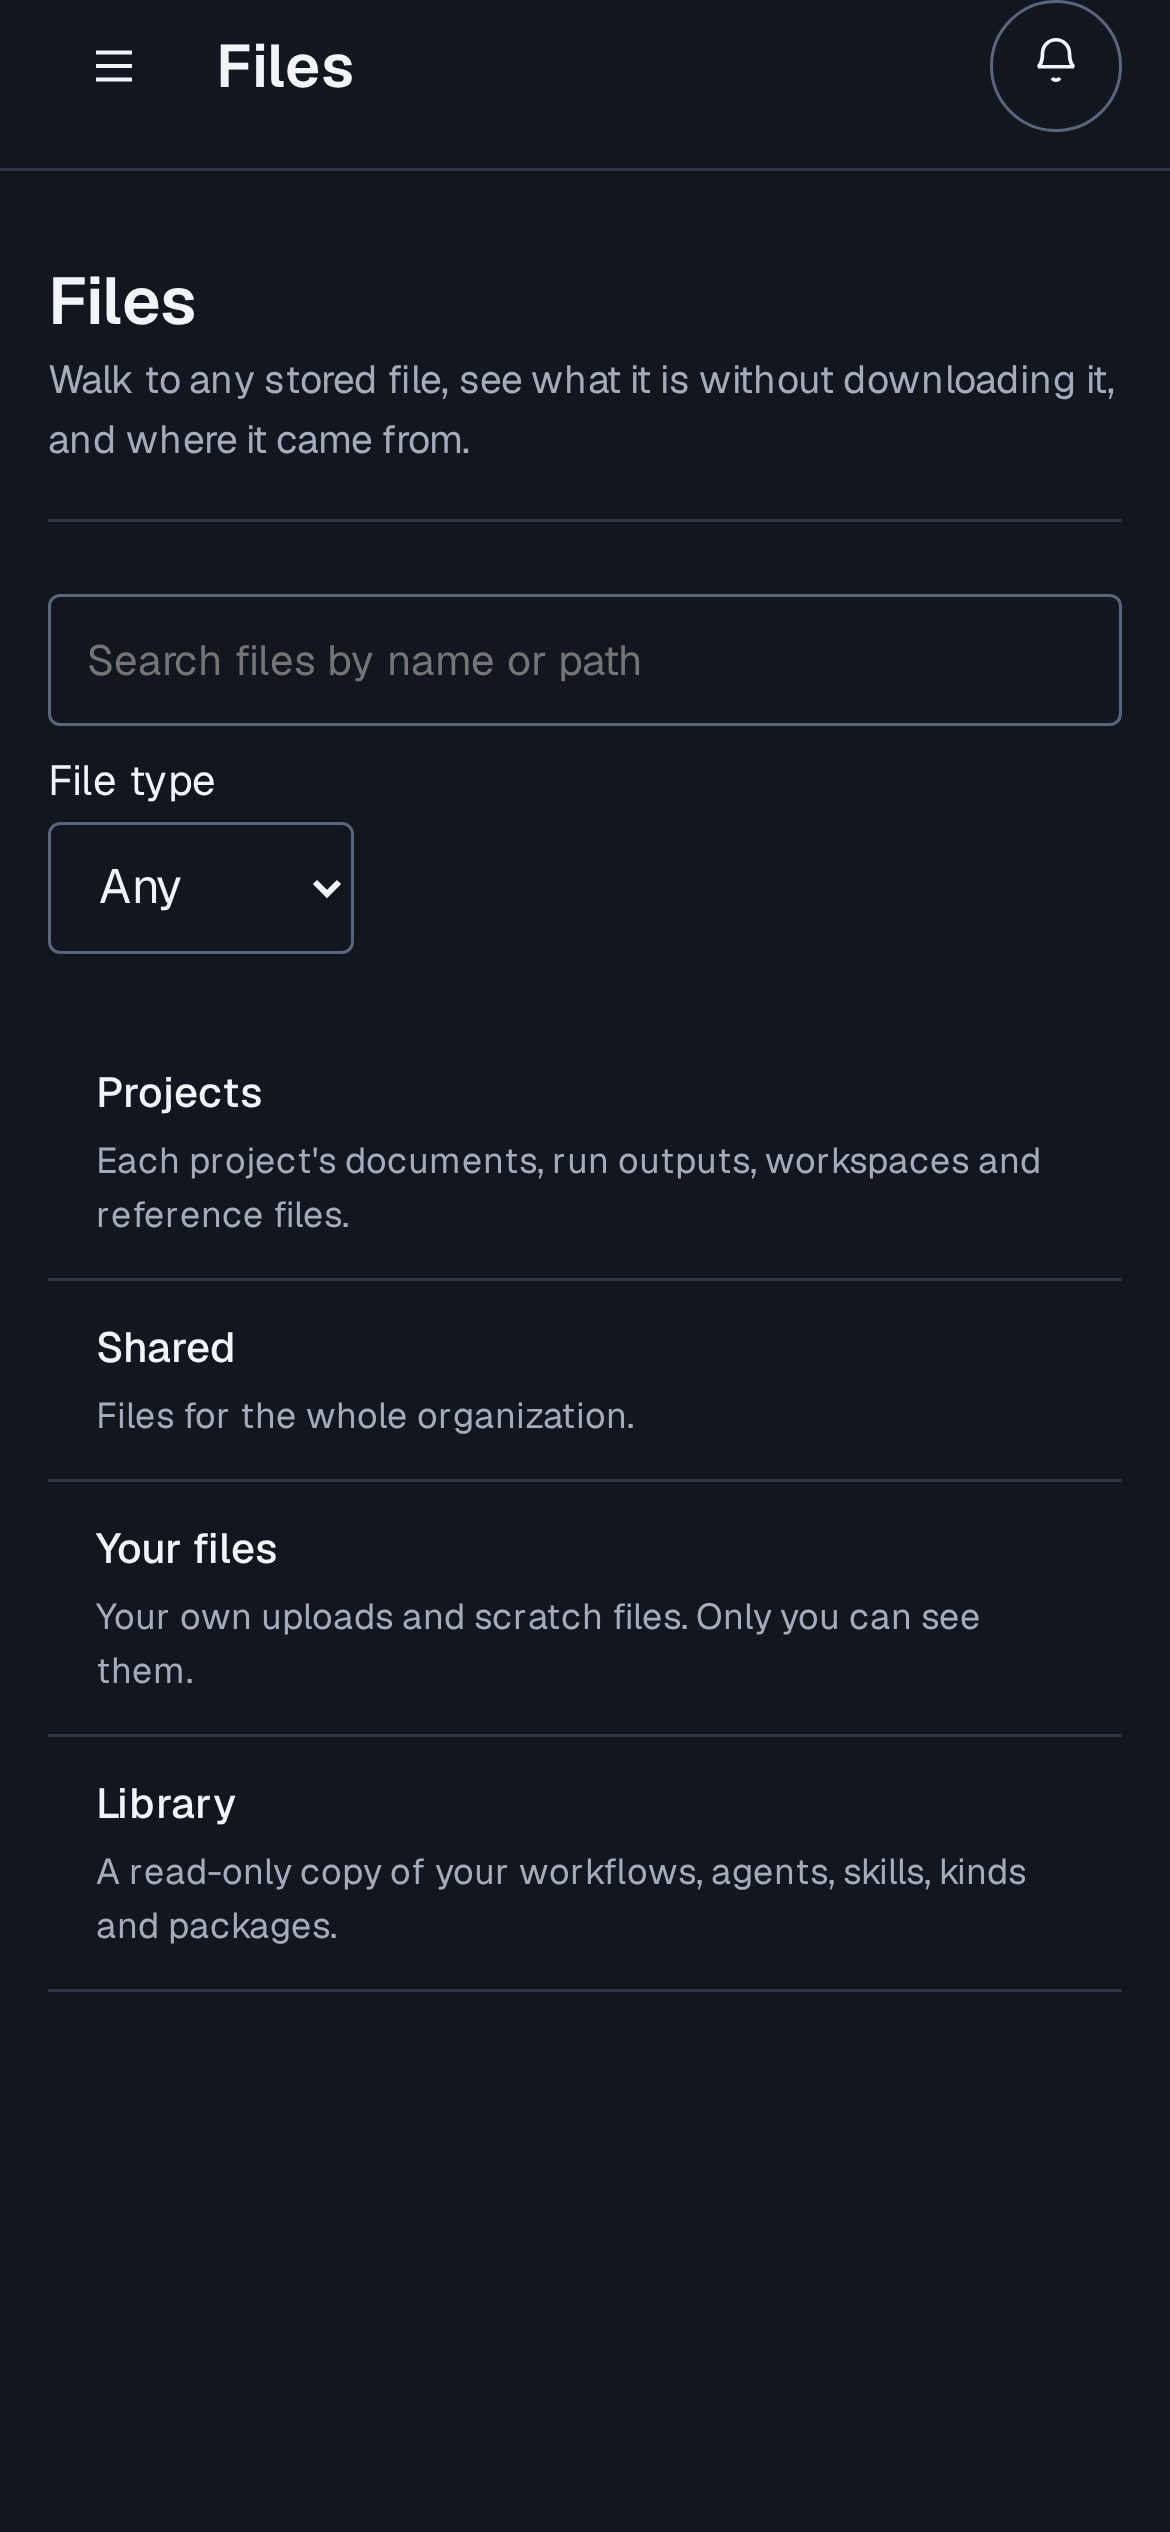 Files
Files
Walk to any stored file, see what it is without downloading it,
and where it came from.
Search files by name or path
File type
Any
Projects
Each project's documents, run outputs, workspaces and
reference files.
Shared
Files for the whole organization.
Your files
Your own uploads and scratch files. Only you can see
them.
Library
A read-only copy of your workflows, agents, skills, kinds
and packages.